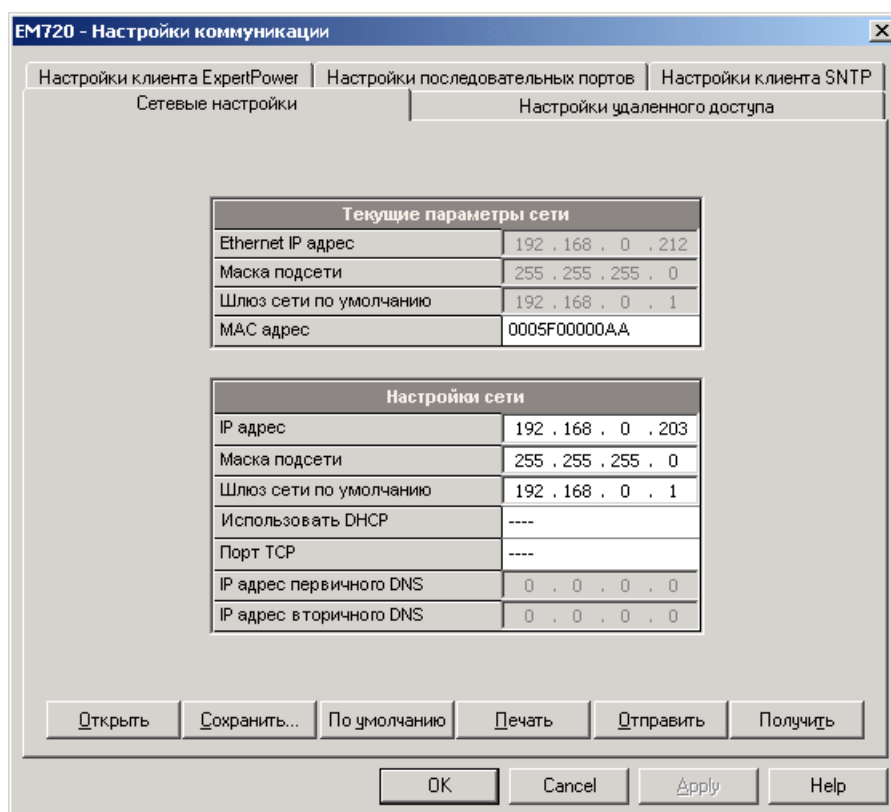 EM720 - Настройки коммуникации
Настройки клиента ExpertPower
Настройки последовательных портов
Настройки клиента SNTP
Сетевые настройки
Настройки удаленного доступа
Текущие параметры сети
Ethernet IP адрес 192 . 168 . 0 . 212
Маска подсети 255 . 255 . 255 . 0
Шлюз сети по умолчанию 192 . 168 . 0 . 1
MAC адрес 0005F00000AA
Настройки сети
IP адрес 192 . 168 . 0 . 203
Маска подсети 255 . 255 . 255 . 0
Шлюз сети по умолчанию 192 . 168 . 0 . 1
Использовать DHCP ----
Порт TCP ----
IP адрес первичного DNS 0 . 0 . 0 . 0
IP адрес вторичного DNS 0 . 0 . 0 . 0
Открыть
Сохранить...
По умолчанию
Печать
Отправить
Получить
OK
Cancel
Apply
Help